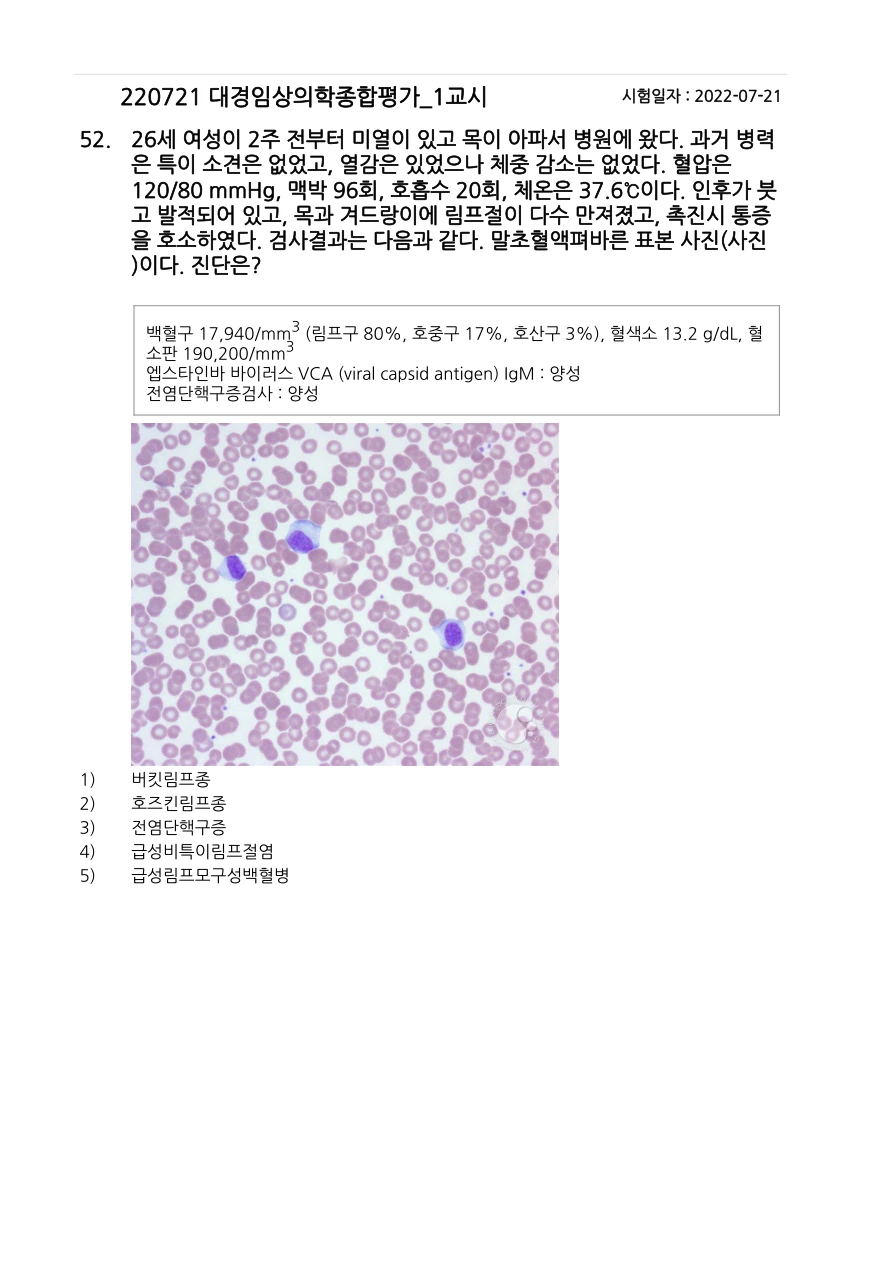 220721 대경임상의학종합평가_1교시
시험일자 : 2022-07-21
52. 26세 여성이 2주 전부터 미열이 있고 목이 아파서 병원에 왔다. 과거 병력
은 특이 소견은 없었고, 열감은 있었으나 체중 감소는 없었다. 혈압은
120/80 mmHg, 맥박 96회, 호흡수 20회, 체온은 37.6℃이다. 인후가 붓
고 발적되어 있고, 목과 겨드랑이에 림프절이 다수 만져졌고, 촉진시 통증
을 호소하였다. 검사결과는 다음과 같다. 말초혈액펴바른 표본 사진(사진
)이다. 진단은?
백혈구 17,940/mm³ (림프구 80%, 호중구 17%, 호산구 3%), 혈색소 13.2 g/dL, 혈
소판 190,200/mm³
엡스타인바 바이러스 VCA (viral capsid antigen) IgM : 양성
전염단핵구증검사 : 양성
1) 버킷림프종
2) 호즈킨림프종
3) 전염단핵구증
4) 급성비특이림프절염
5) 급성림프모구성백혈병